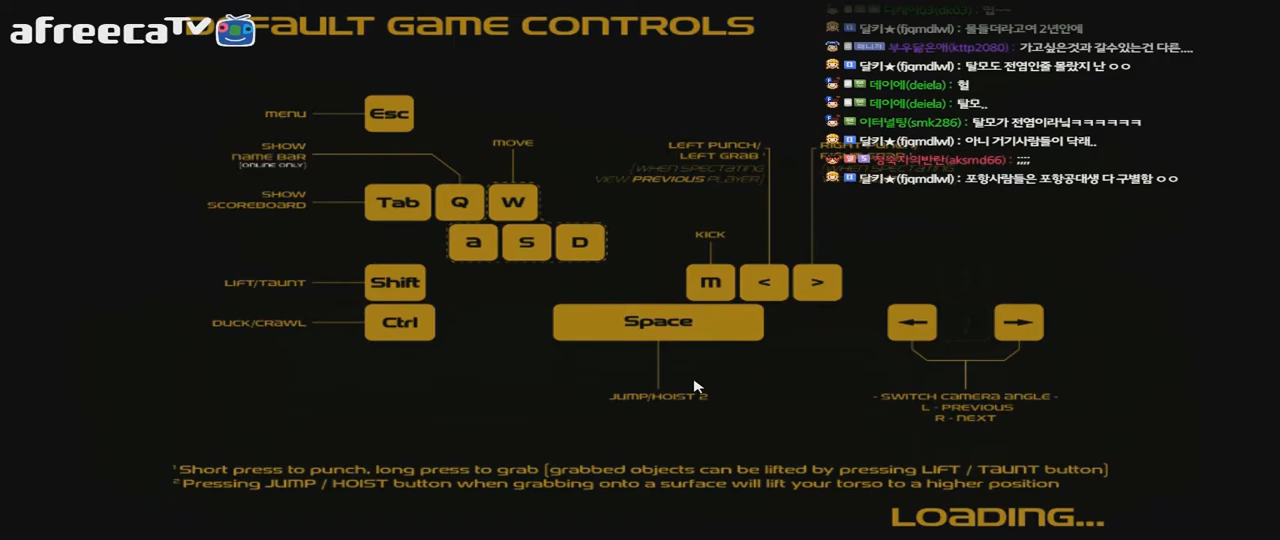 DEFAULT GAME CONTROLS
afreecaTV
달키★(fjqmdlwl) : 물들더라고여 2년안에
부우닮은애(kttp2080) : 가고싶은것과 갈수있는건 다른....
달키★(fjqmdlwl) : 탈모도 전염인줄 몰랐지 난 ㅇㅇ
데이에(deiela) : 헐
데이에(deiela) : 탈모..
이터널팅(smk286) : 탈모가 전염이라닠ㅋㅋㅋㅋㅋㅋ
달키★(fjqmdlwl) : 아니 거기사람들이 닥래..
(aksmd66) : ;;;;
달키★(fjqmdlwl) : 포항사람들은 포항공대생 다 구별함 ㅇㅇ
MENU
Esc
SHOW
NAME BAR
(ONLINE ONLY)
MOVE
LEFT PUNCH/
LEFT GRAB ¹
(WHEN SPECTATING
VIEW PREVIOUS PLAYER)
SHOW
SCOREBOARD
Tab
Q
W
A
S
D
KICK
LIFT/TAUNT
Shift
M
<
>
DUCK/CRAWL
Ctrl
Space
←
→
JUMP/HOIST 2
- SWITCH CAMERA ANGLE -
L - PREVIOUS
R - NEXT
¹ Short press to punch, long press to grab (grabbed objects can be lifted by pressing LIFT / TAUNT button)
² Pressing JUMP / HOIST button when grabbing onto a surface will lift your torso to a higher position
LOADING...